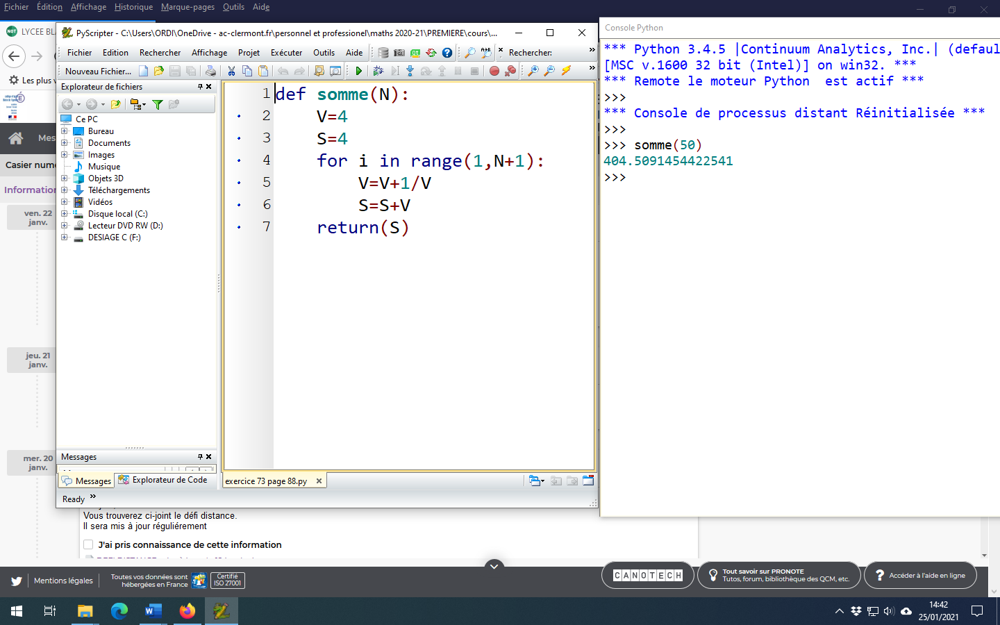 Fichier Édition Affichage Historique Marque-pages Outils Aide
LYCEE BL
Les plus v
Mes
Casier num
Information
ven. 22
janv.
jeu. 21
janv.
mer. 20
janv.
PyScripter - C:\Users\ORDI\OneDrive - ac-clermont.fr\personnel et professionel\maths 2020-21\PREMIERE\cours\...
Fichier Edition Rechercher Affichage Projet Exécuter Outils Aide Rechercher:
Nouveau Fichier...
Explorateur de fichiers
Ce PC
Bureau
Documents
Images
Musique
Objets 3D
Téléchargements
Vidéos
Disque local (C:)
Lecteur DVD RW (D:)
DESIAGE C (F:)
Messages
Messages Explorateur de Code
Ready
1 def somme(N):
2 V=4
3 S=4
4 for i in range(1,N+1):
5 V=V+1/V
6 S=S+V
7 return(S)
exercice 73 page 88.py
Console Python
*** Python 3.4.5 |Continuum Analytics, Inc.| (defaul
[MSC v.1600 32 bit (Intel)] on win32. ***
*** Remote le moteur Python est actif ***
>>>
*** Console de processus distant Réinitialisée ***
>>>
>>> somme(50)
404.5091454422541
>>>
Vous trouverez ci-joint le défi distance.
Il sera mis à jour réguliérement
J'ai pris connaissance de cette information
Mentions légales
Toutes vos données sont
hébergées en France
Certifié
ISO 27001
CANOTECH
Tout savoir sur PRONOTE
Tutos, forum, bibliothèque des QCM, etc.
? Accéder à l'aide en ligne
14:42
25/01/2021